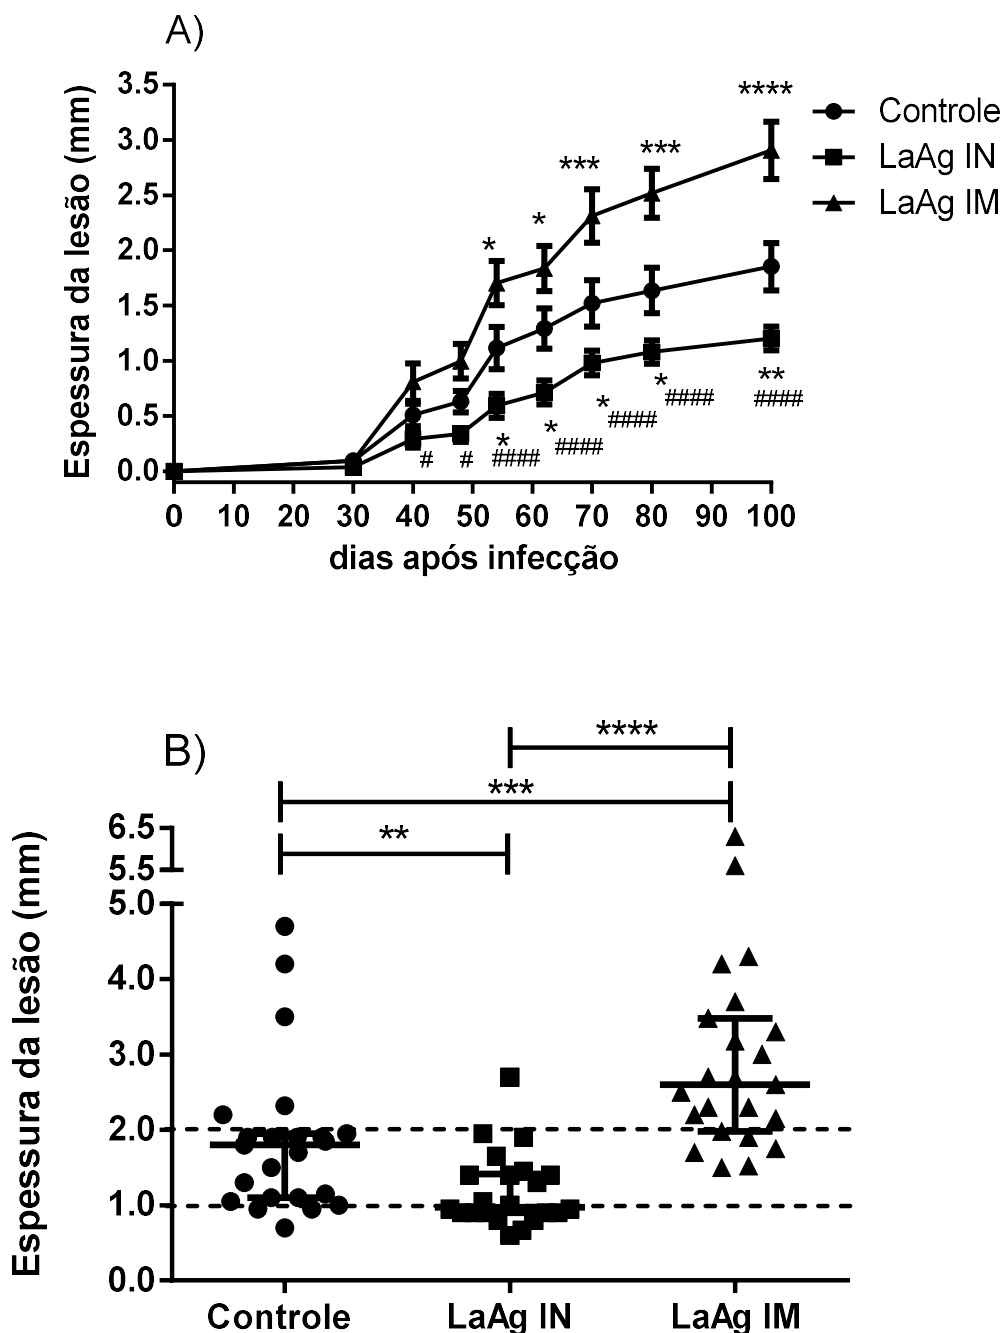 A)
Espessura da lesão (mm)
3.5
3.0
2.5
2.0
1.5
1.0
0.5
0.0
0 10 20 30 40 50 60 70 80 90 100
dias após infecção
* * *** *** ****
# # * #### * #### * #### * #### ** ####
Controle
LaAg IN
LaAg IM
B)
****
***
**
Espessura da lesão (mm)
6.5
5.5
5.0
4.0
3.0
2.0
1.0
0.0
Controle LaAg IN LaAg IM